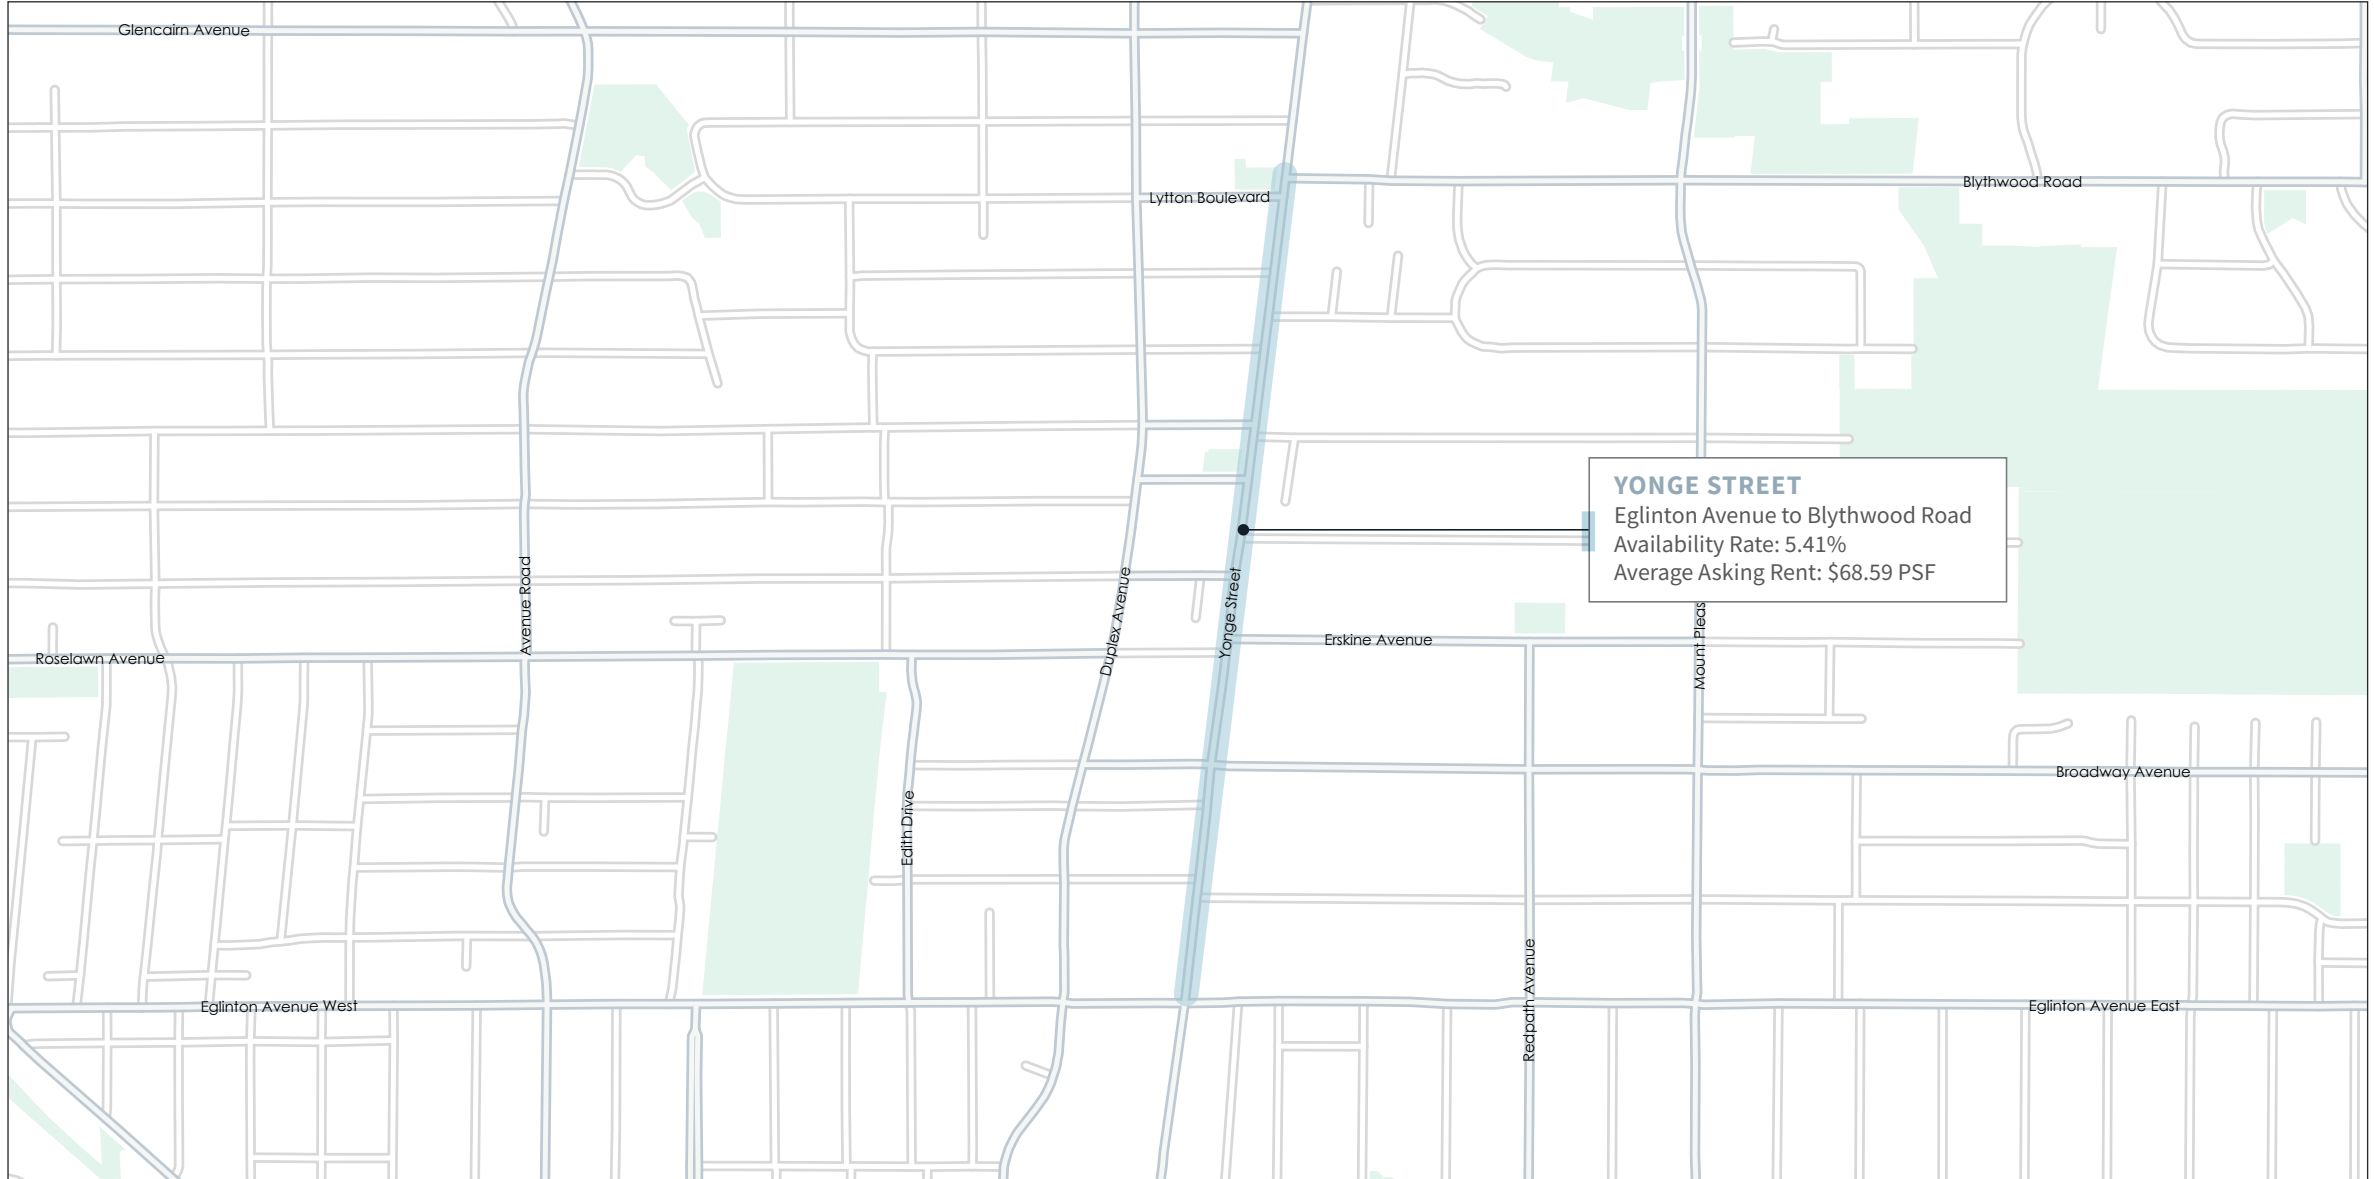 Glencairn Avenue
Blythwood Road
Lytton Boulevard
YONGE STREET
Eglinton Avenue to Blythwood Road
Availability Rate: 5.41%
Average Asking Rent: $68.59 PSF
Avenue Road
Duplex Avenue
Yonge Street
Mount Pleas
Erskine Avenue
Roselawn Avenue
Broadway Avenue
Edith Drive
Redpath Avenue
Eglinton Avenue West
Eglinton Avenue East